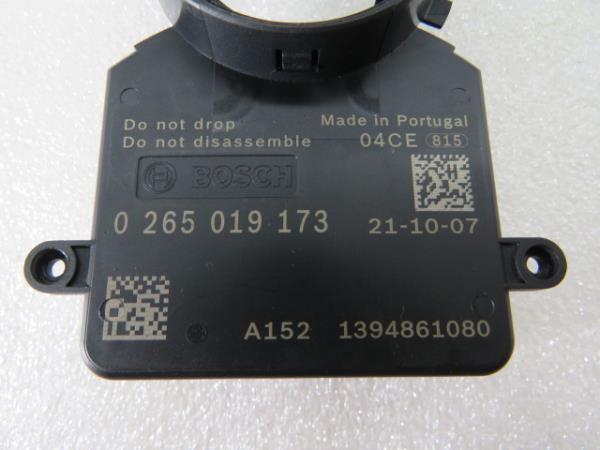 Do not drop
Made in Portugal
Do not disassemble
04CE 815
BOSCH
0 265 019 173
21-10-07
A152 1394861080